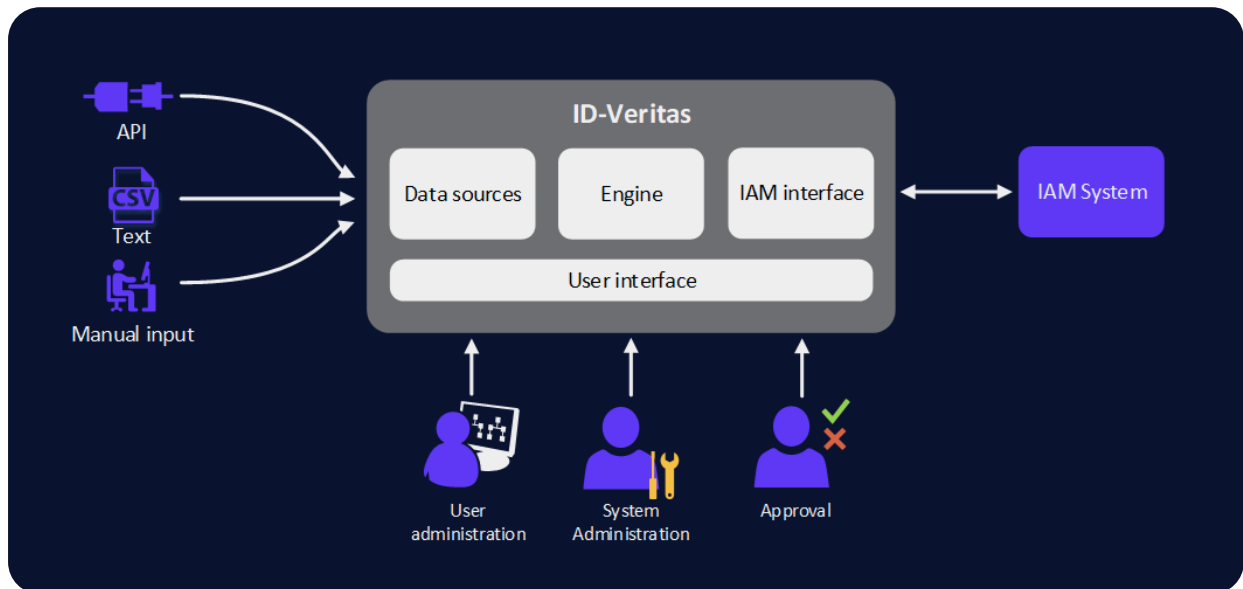 API
CSV
Text
Manual input
ID-Veritas
Data sources
Engine
IAM interface
User interface
IAM System
User
administration
System
Administration
Approval